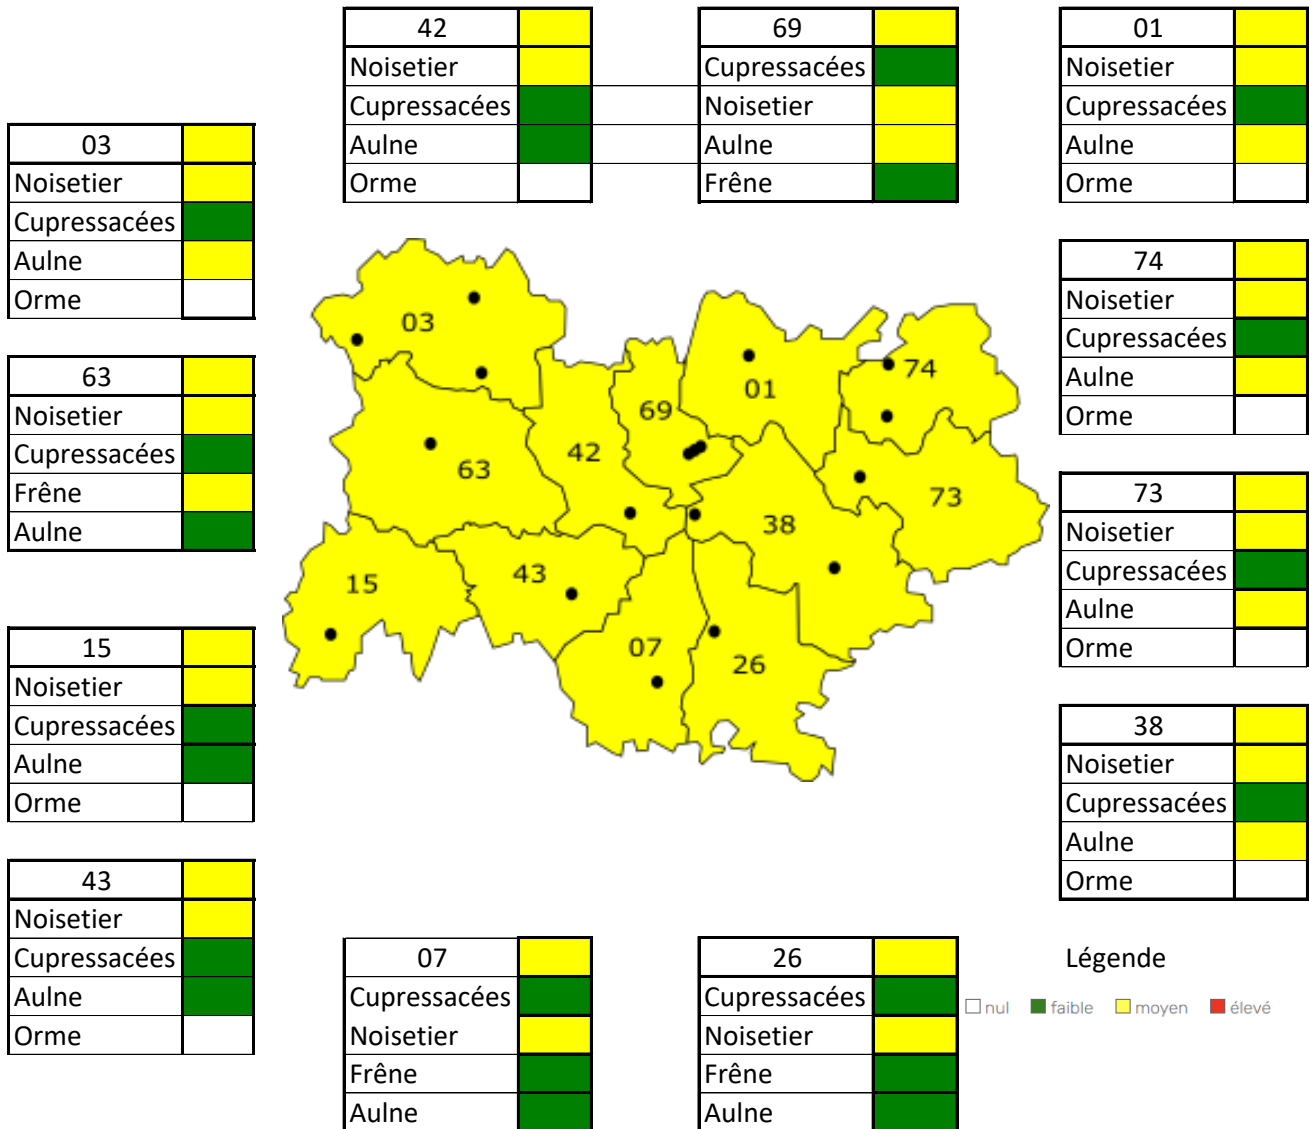 42
Noisetier
Cupressacées
Aulne
Orme
69
Cupressacées
Noisetier
Aulne
Frêne
01
Noisetier
Cupressacées
Aulne
Orme
03
Noisetier
Cupressacées
Aulne
Orme
63
Noisetier
Cupressacées
Frêne
Aulne
15
Noisetier
Cupressacées
Aulne
Orme
43
Noisetier
Cupressacées
Aulne
Orme
03
01
74
69
42
63
73
38
43
15
07
26
74
Noisetier
Cupressacées
Aulne
Orme
73
Noisetier
Cupressacées
Aulne
Orme
38
Noisetier
Cupressacées
Aulne
Orme
07
Cupressacées
Noisetier
Frêne
Aulne
26
Cupressacées
Noisetier
Frêne
Aulne
Légende
nul faible moyen élevé